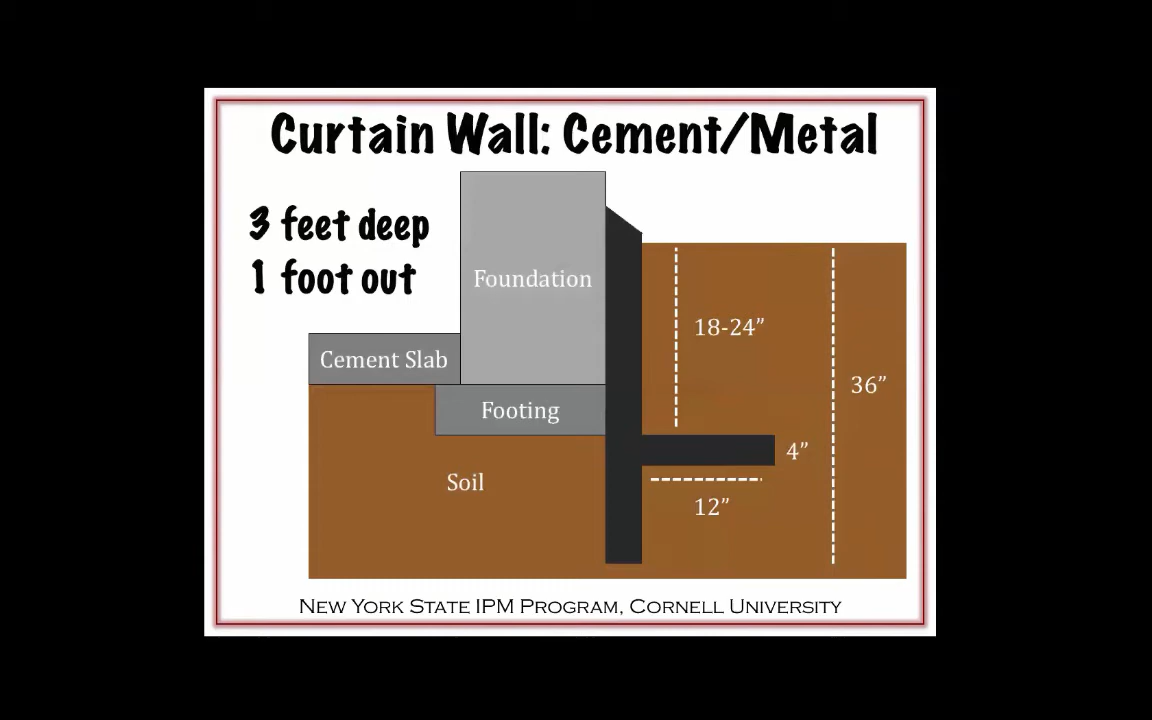 Curtain Wall: Cement/Metal
3 feet deep
1 foot out
Foundation
18-24”
Cement Slab
36”
Footing
4”
Soil
12”
New York State IPM Program, Cornell University